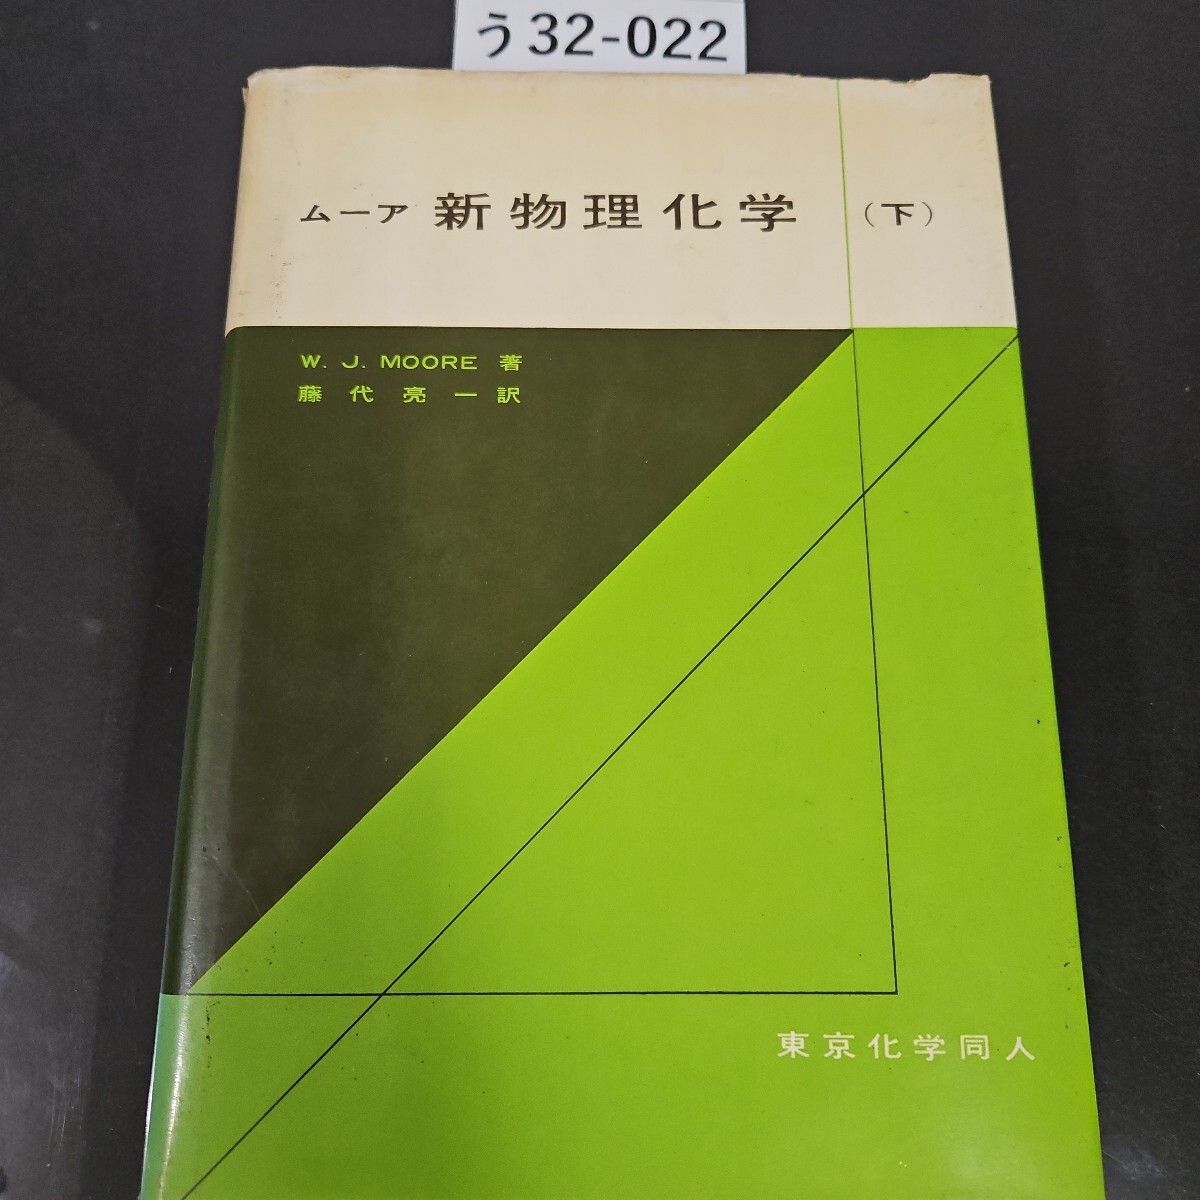 う32-022
ムーア 新物理化学 (下)
W. J. MOORE 著
藤代亮一訳
東京化学同人